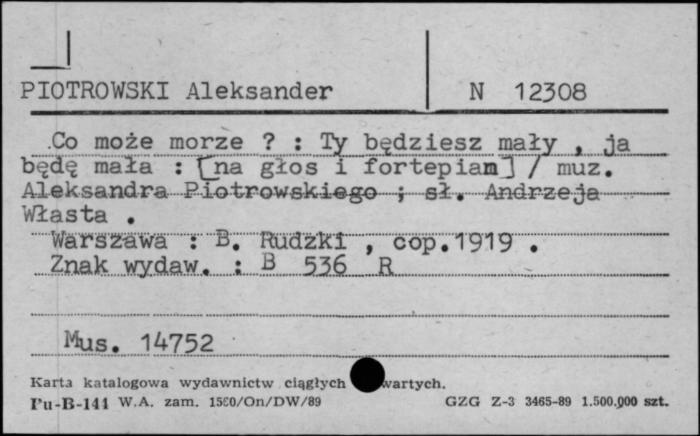 PIOTROWSKI Aleksander
N 12308
Co może morze ? : Ty będziesz mały , ja
będę mała : [na głos i fortepian] / muz.
Aleksandra Piotrowskiego ; sł. Andrzeja
Własta .
Warszawa : B. Rudzki , cop.1919 .
Znak wydaw. : B 536 R
Mus. 14752
Karta katalogowa wydawnictw ciągłych wartych.
Pu-B-144 W.A. zam. 1580/On/DW/89
GZG Z-3 3465-89 1.500.000 szt.